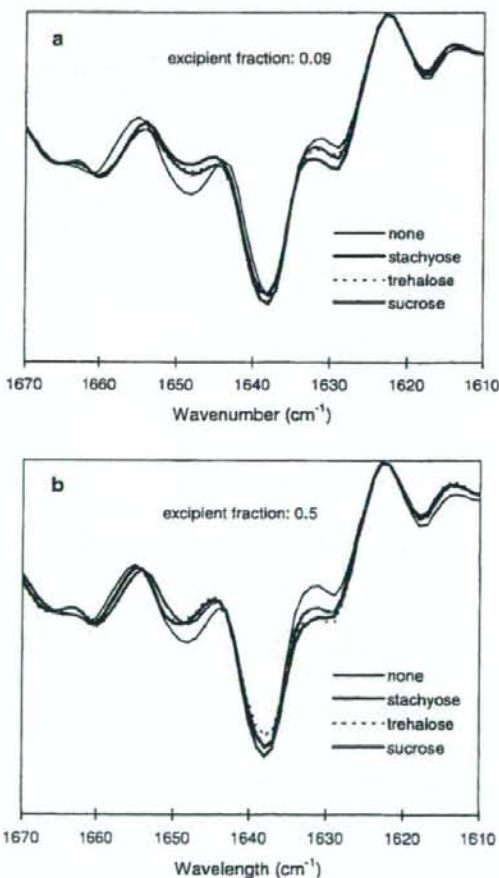 a
excipient fraction: 0.09
none
stachyose
trehalose
sucrose
1670 1660 1650 1640 1630 1620 1610
Wavenumber (cm⁻¹)
b
excipient fraction: 0.5
none
stachyose
trehalose
sucrose
1670 1660 1650 1640 1630 1620 1610
Wavelength (cm⁻¹)